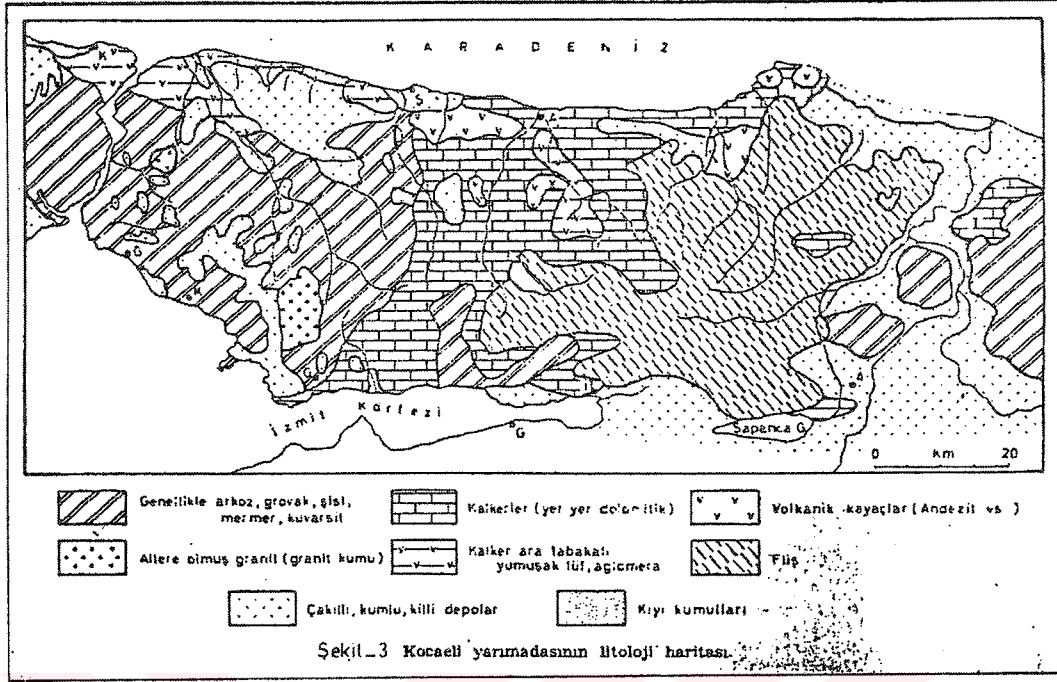 KARADENİZ
K
Ş
İzmit Körfezi
G
Sapanca G.
0 Km 20
Genellikle arkoz, grovak, şist,
mermer, kuvarsit
Kalkerler (yer yer dolomitik)
Volkanik kayaçlar (Andezit vs.)
Altere olmuş granit (granit kumu)
Kalker ara tabakalı
yumuşak tüf, aglomera
Fliş
Çakıllı, kumlu, killi depolar
Kıyı kumulları
Şekil_3 Kocaeli yarımadasının litoloji haritası.